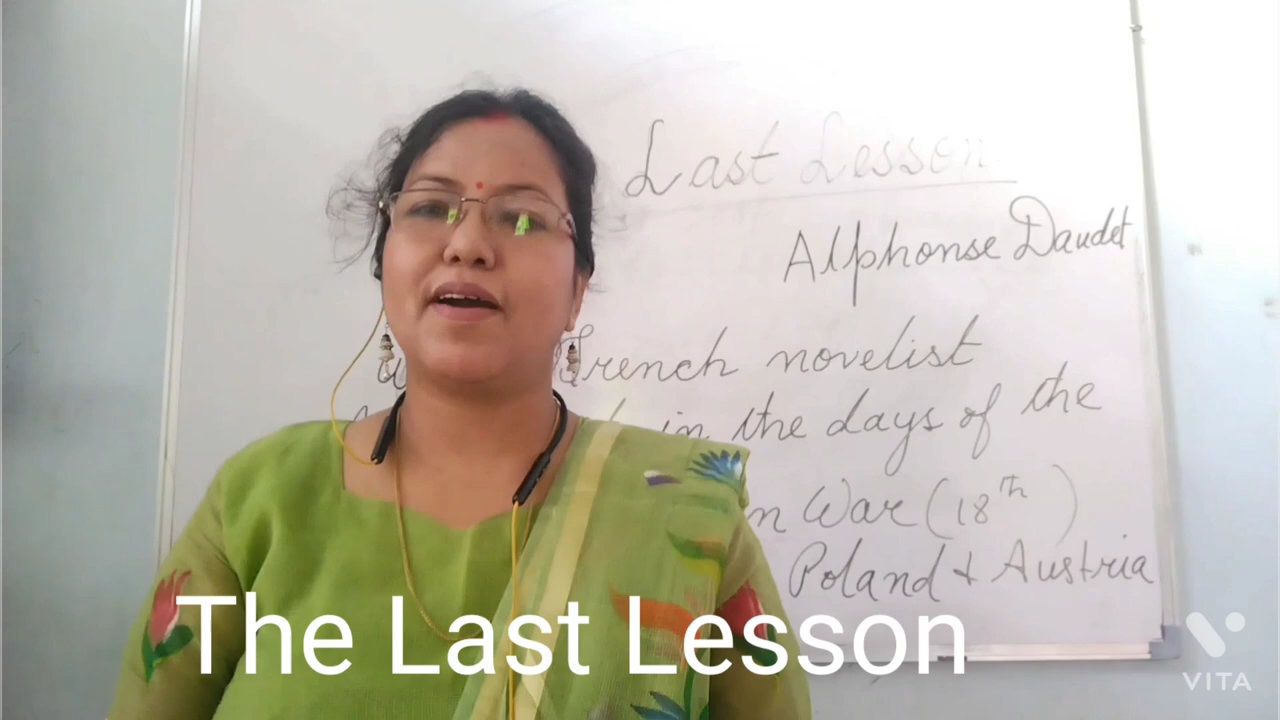 Last Lesson
Alphonse Daudet
French novelist
in the days of the
War (18th)
Poland & Austria
The Last Lesson
VITA